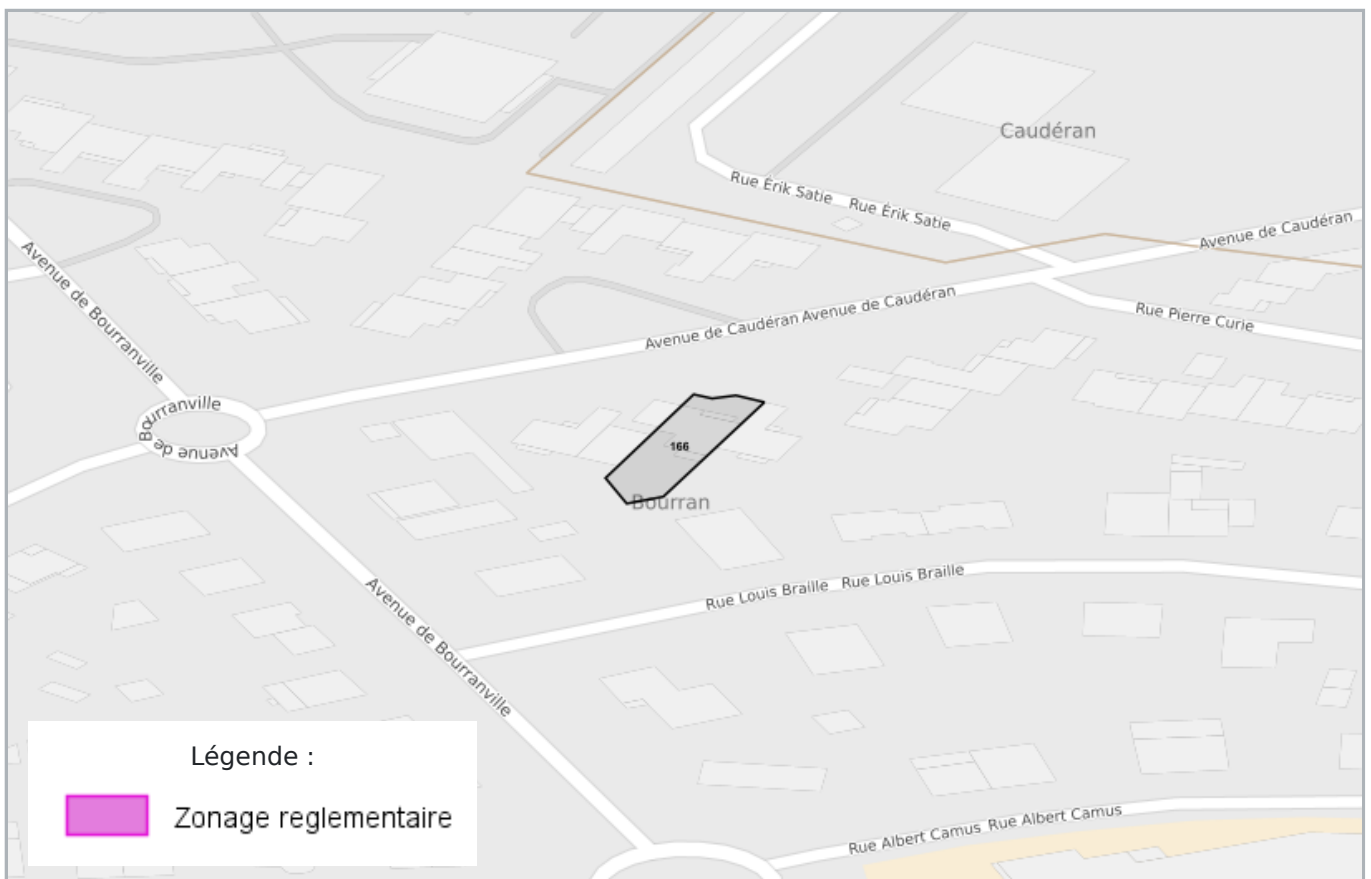 Caudéran
Rue Érik Satie
Rue Érik Satie
Avenue de Caudéran
Avenue de Bourranville
Avenue de Caudéran
Avenue de Caudéran
Rue Pierre Curie
Bourranville
Avenue de
166
Bourran
Rue Louis Braille
Rue Louis Braille
Avenue de Bourranville
Légende :
Zonage reglementaire
Rue Albert Camus
Rue Albert Camus